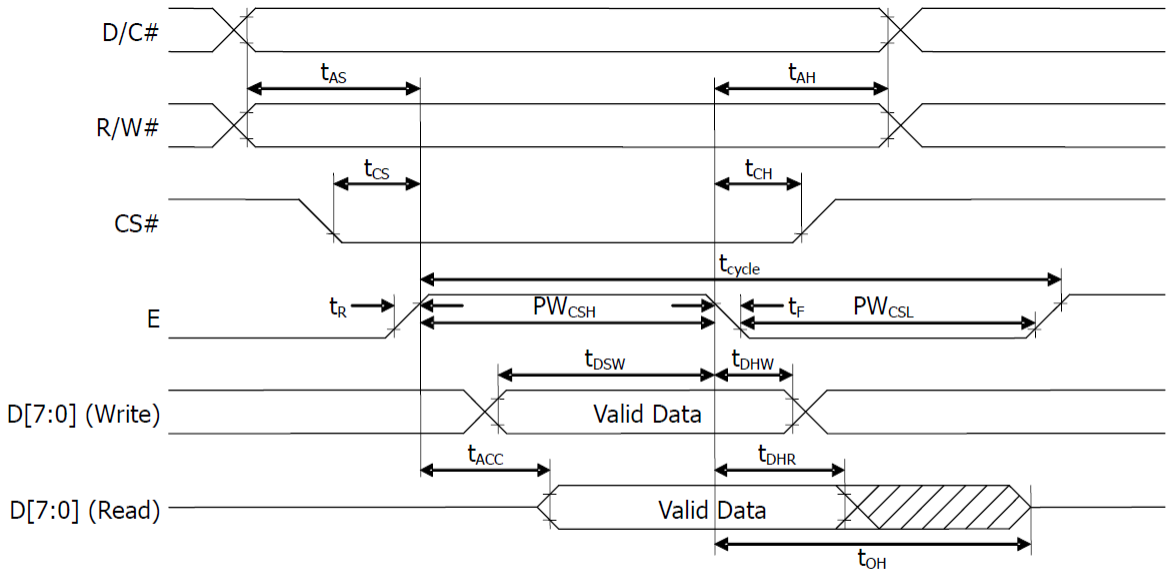 D/C#
tAS
tAH
R/W#
tCS
tCH
CS#
tcycle
tR
PWCSH
tF
PWCSL
E
tDSW
tDHW
D[7:0] (Write)
Valid Data
tACC
tDHR
D[7:0] (Read)
Valid Data
tOH